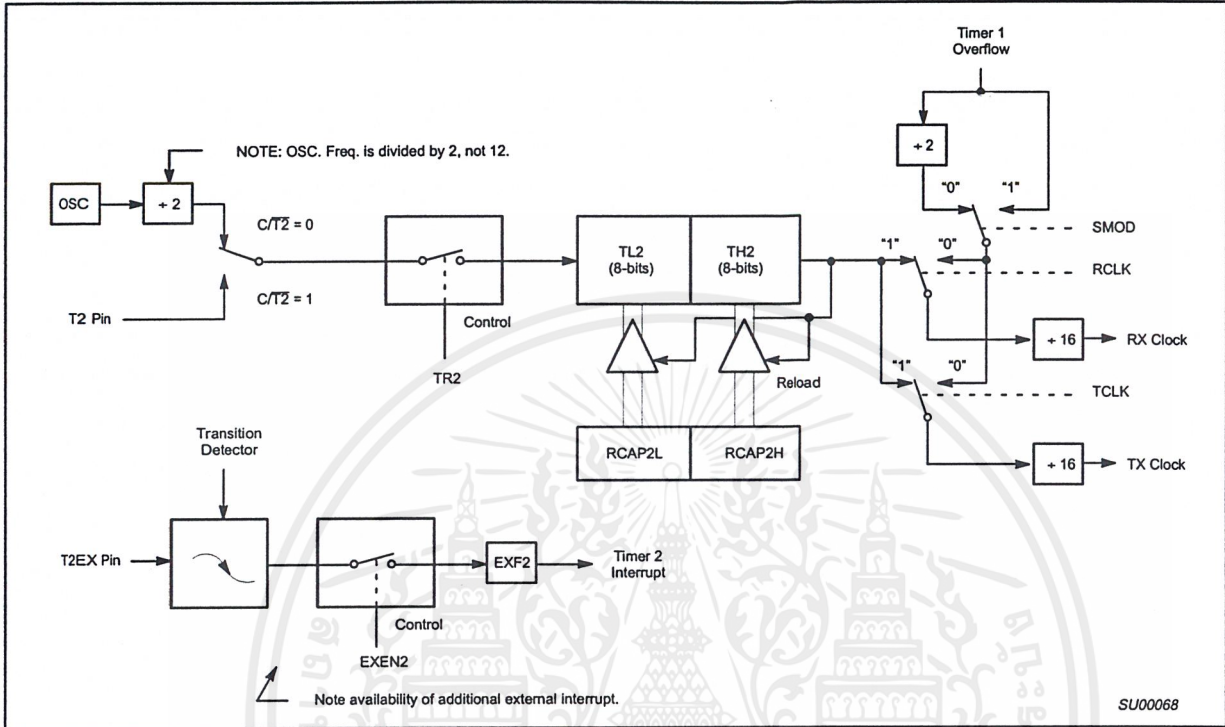 Timer 1
Overflow
÷ 2
NOTE: OSC. Freq. is divided by 2, not 12.
"0" "1"
OSC
÷ 2
C/T2 = 0
SMOD
TL2
(8-bits)
TH2
(8-bits)
"1" "0"
RCLK
C/T2 = 1
T2 Pin
Control
÷ 16
RX Clock
TR2
Reload
"1" "0"
TCLK
Transition
Detector
RCAP2L
RCAP2H
÷ 16
TX Clock
T2EX Pin
EXF2
Timer 2
Interrupt
Control
EXEN2
Note availability of additional external interrupt.
SU00068